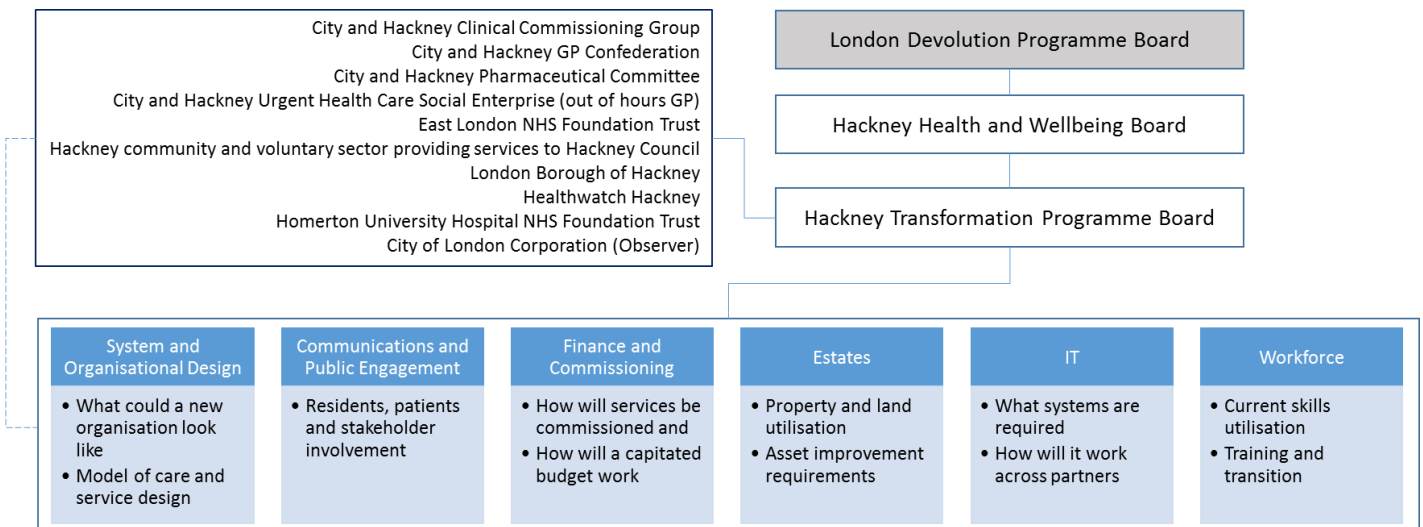 City and Hackney Clinical Commissioning Group
City and Hackney GP Confederation
City and Hackney Pharmaceutical Committee
City and Hackney Urgent Health Care Social Enterprise (out of hours GP)
East London NHS Foundation Trust
Hackney community and voluntary sector providing services to Hackney Council
London Borough of Hackney
Healthwatch Hackney
Homerton University Hospital NHS Foundation Trust
City of London Corporation (Observer)
London Devolution Programme Board
Hackney Health and Wellbeing Board
Hackney Transformation Programme Board
System and
Organisational Design
• What could a new
organisation look
like
• Model of care and
service design
Communications and
Public Engagement
• Residents, patients
and stakeholder
involvement
Finance and
Commissioning
• How will services be
commissioned and
• How will a capitated
budget work
Estates
• Property and land
utilisation
• Asset improvement
requirements
IT
• What systems are
required
• How will it work
across partners
Workforce
• Current skills
utilisation
• Training and
transition